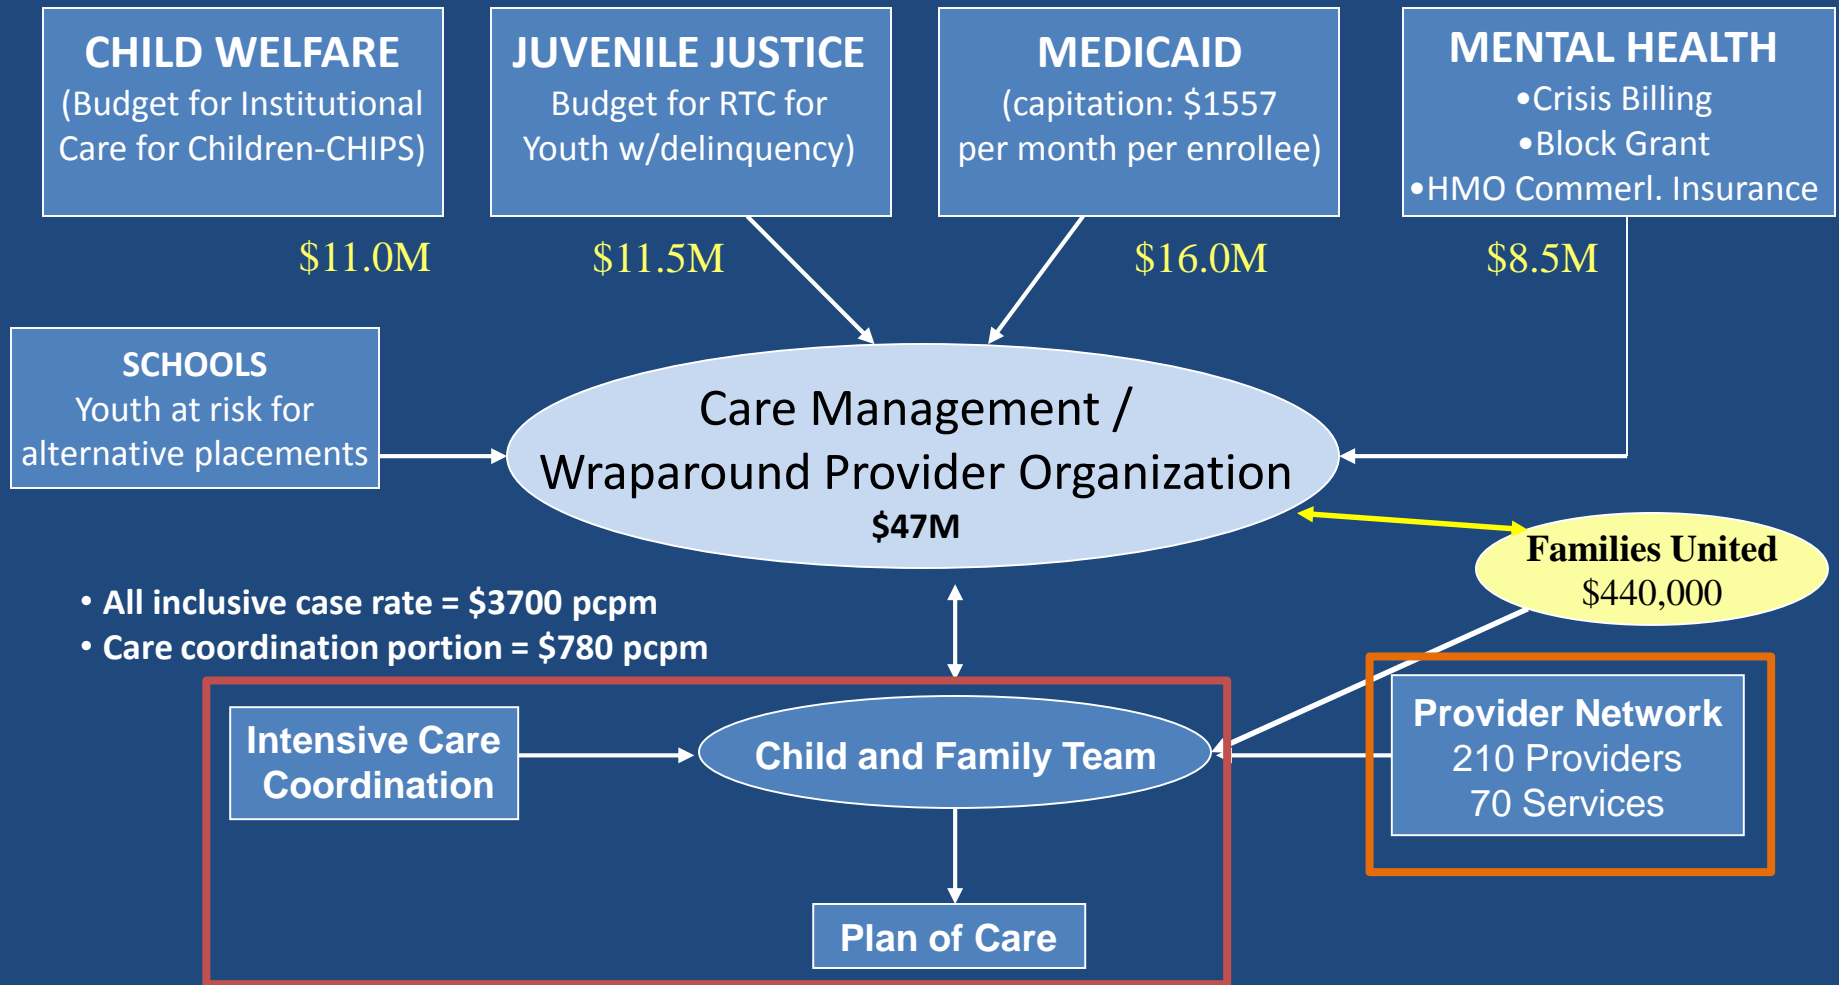 CHILD WELFARE
(Budget for Institutional
Care for Children-CHIPS)
JUVENILE JUSTICE
Budget for RTC for
Youth w/delinquency)
MEDICAID
(capitation: $1557
per month per enrollee)
MENTAL HEALTH
•Crisis Billing
•Block Grant
•HMO Commerl. Insurance
$11.0M
$11.5M
$16.0M
$8.5M
SCHOOLS
Youth at risk for
alternative placements
Care Management /
Wraparound Provider Organization
$47M
Families United
$440,000
• All inclusive case rate = $3700 pcpm
• Care coordination portion = $780 pcpm
Intensive Care
Coordination
Child and Family Team
Provider Network
210 Providers
70 Services
Plan of Care